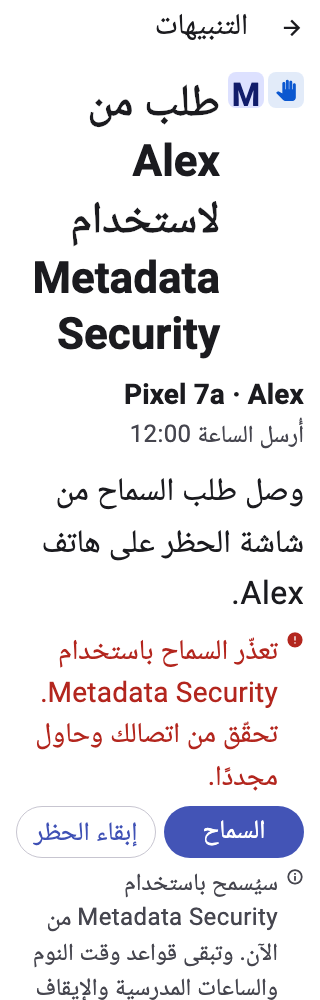 التنبيهات
M
طلب من
Alex
لاستخدام
Metadata
Security
Pixel 7a · Alex
أُرسل الساعة 12:00
وصل طلب السماح من
شاشة الحظر على هاتف
Alex.
تعذّر السماح باستخدام
Metadata Security.
تحقّق من اتصالك وحاول
مجددًا.
السماح
إبقاء الحظر
سيُسمح باستخدام
Metadata Security من
الآن. وتبقى قواعد وقت النوم
والساعات المدرسية والإيقاف